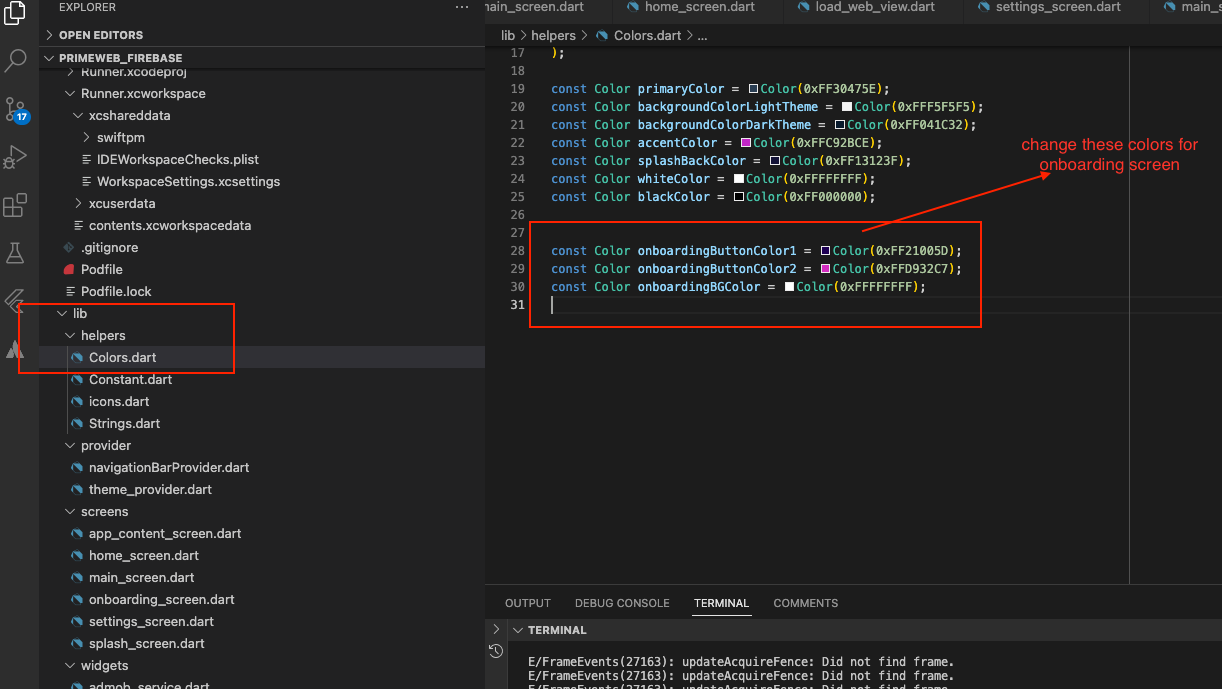 EXPLORER
OPEN EDITORS
PRIMEWEB_FIREBASE
Runner.xcodeproj
Runner.xcworkspace
xcshareddata
swiftpm
IDEWorkspaceChecks.plist
WorkspaceSettings.xcsettings
xcuserdata
contents.xcworkspacedata
.gitignore
Podfile
Podfile.lock
lib
helpers
Colors.dart
Constant.dart
icons.dart
Strings.dart
provider
navigationBarProvider.dart
theme_provider.dart
screens
app_content_screen.dart
home_screen.dart
main_screen.dart
onboarding_screen.dart
settings_screen.dart
splash_screen.dart
widgets
admob_service.dart
17
main_screen.dart home_screen.dart load_web_view.dart settings_screen.dart main_s
lib > helpers > Colors.dart > ...
17 );
18
19 const Color primaryColor = Color(0xFF30475E);
20 const Color backgroundColorLightTheme = Color(0xFFF5F5F5);
21 const Color backgroundColorDarkTheme = Color(0xFF041C32);
22 const Color accentColor = Color(0xFFC92BCE);
23 const Color splashBackColor = Color(0xFF13123F);
24 const Color whiteColor = Color(0xFFFFFFFF);
25 const Color blackColor = Color(0xFF000000);
26
27
28 const Color onboardingButtonColor1 = Color(0xFF21005D);
29 const Color onboardingButtonColor2 = Color(0xFFD932C7);
30 const Color onboardingBGColor = Color(0xFFFFFFFF);
31
change these colors for
onboarding screen
OUTPUT DEBUG CONSOLE TERMINAL COMMENTS
TERMINAL
E/FrameEvents(27163): updateAcquireFence: Did not find frame.
E/FrameEvents(27163): updateAcquireFence: Did not find frame.
E/FrameEvents(27163): updateAcquireFence: Did not find frame.